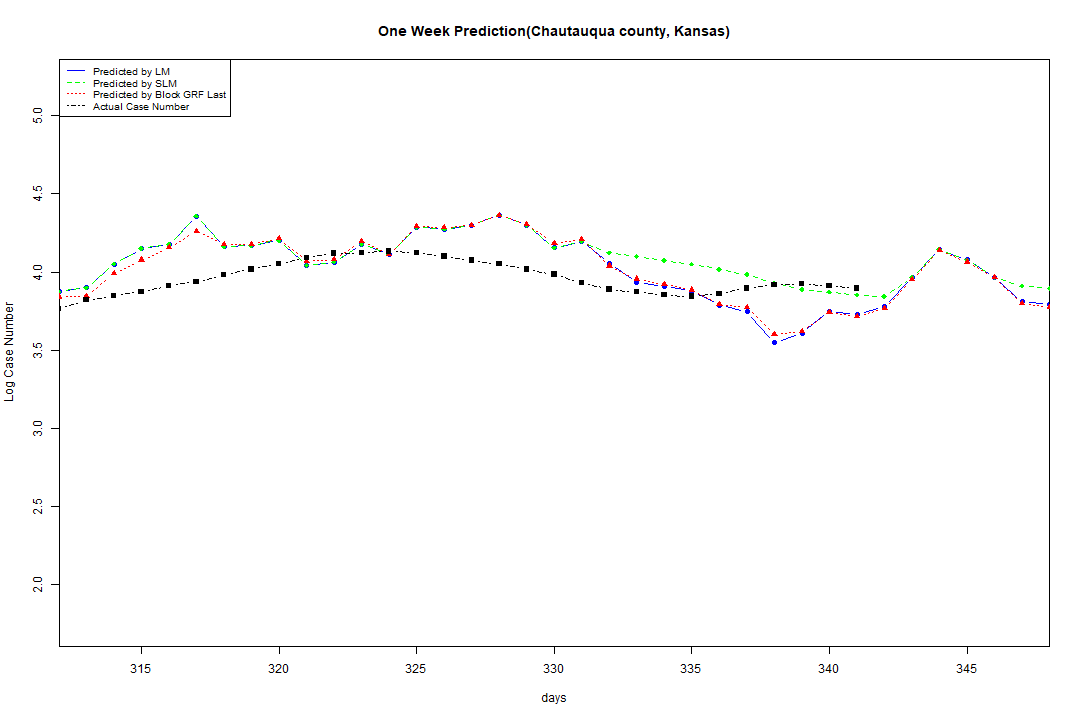 One Week Prediction(Chautauqua county, Kansas)
Predicted by LM
Predicted by SLM
Predicted by Block GRF Last
Actual Case Number
Log Case Number
5.0
4.5
4.0
3.5
3.0
2.5
2.0
315 320 325 330 335 340 345
days